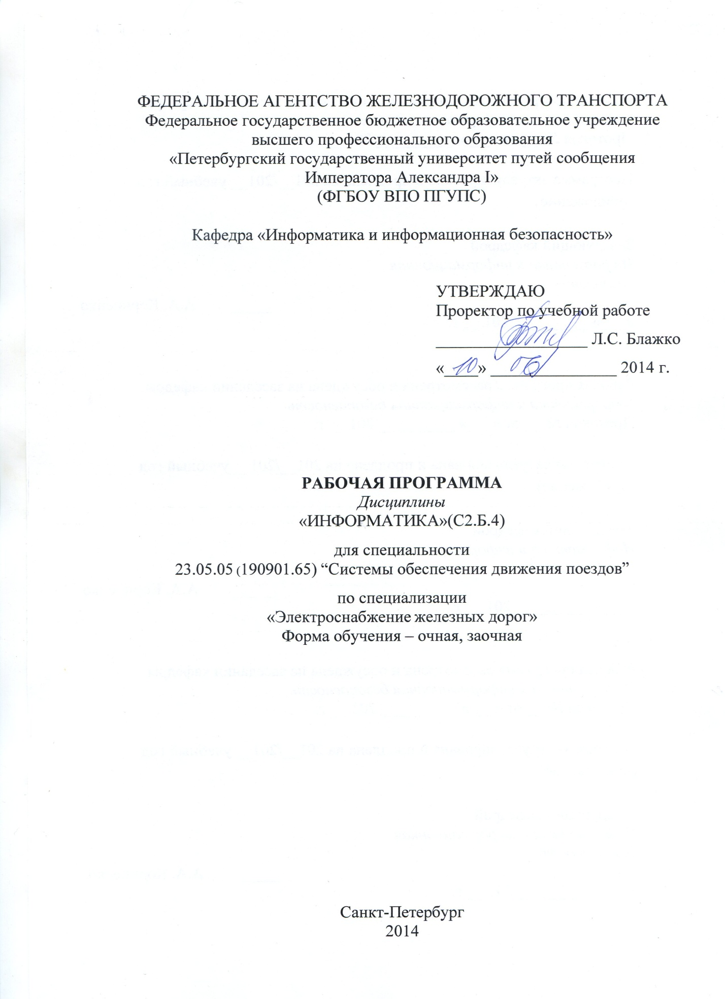 ФЕДЕРАЛЬНОЕ АГЕНТСТВО ЖЕЛЕЗНОДОРОЖНОГО ТРАНСПОРТА
Федеральное государственное бюджетное образовательное учреждение
высшего профессионального образования
«Петербургский государственный университет путей сообщения
Императора Александра I»
(ФГБОУ ВПО ПГУПС)
Кафедра «Информатика и информационная безопасность»
УТВЕРЖДАЮ
Проректор по учебной работе
__________________ Л.С. Блажко
«10» 06 2014 г.
РАБОЧАЯ ПРОГРАММА
Дисциплины
«ИНФОРМАТИКА»(С2.Б.4)
для специальности
23.05.05 (190901.65) “Системы обеспечения движения поездов”
по специализации
«Электроснабжение железных дорог»
Форма обучения – очная, заочная
Санкт-Петербург
2014